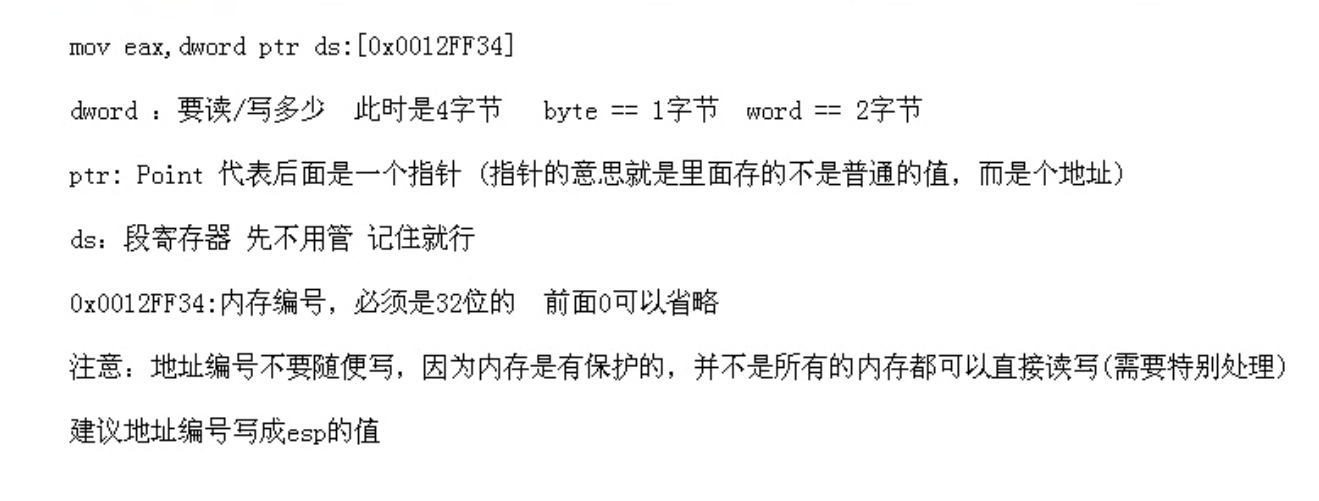 mov eax,dword ptr ds:[0x0012FF34]
dword ：要读/写多少 此时是4字节 byte == 1字节 word == 2字节
ptr: Point 代表后面是一个指针 (指针的意思就是里面存的不是普通的值，而是个地址)
ds：段寄存器 先不用管 记住就行
0x0012FF34:内存编号，必须是32位的 前面0可以省略
注意：地址编号不要随便写，因为内存是有保护的，并不是所有的内存都可以直接读写(需要特别处理)
建议地址编号写成esp的值